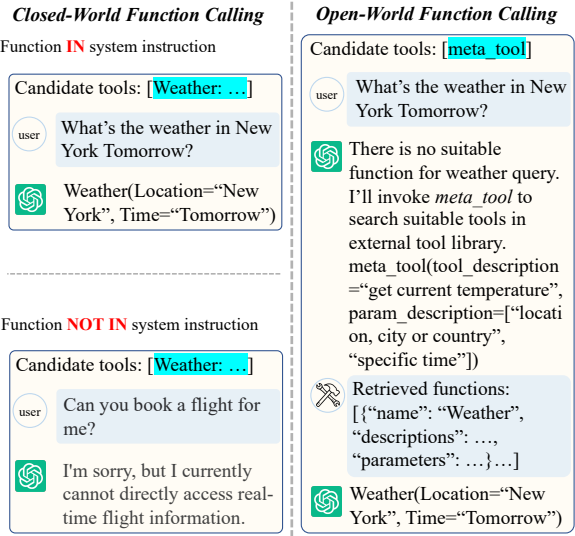 Closed-World Function Calling
Function IN system instruction
Candidate tools: [Weather: …]
user
What's the weather in New
York Tomorrow?
Weather(Location=“New
York”, Time=“Tomorrow”)
Function NOT IN system instruction
Candidate tools: [Weather: …]
user
Can you book a flight for
me?
I'm sorry, but I currently
cannot directly access real-
time flight information.
Open-World Function Calling
Candidate tools: [meta_tool]
user
What's the weather in New
York Tomorrow?
There is no suitable
function for weather query.
I'll invoke meta_tool to
search suitable tools in
external tool library.
meta_tool(tool_description
=“get current temperature”,
param_description=[“locati
on, city or country”,
“specific time”])
Retrieved functions:
[{“name”: “Weather”,
“descriptions”: …,
“parameters”: …}…]
Weather(Location=“New
York”, Time=“Tomorrow”)